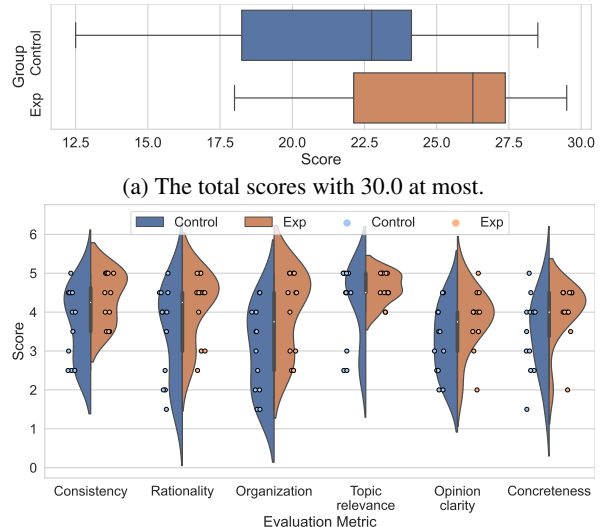 Group
Control
Exp
12.5 15.0 17.5 20.0 22.5 25.0 27.5 30.0
Score
(a) The total scores with 30.0 at most.
Control Exp Control Exp
Score
6
5
4
3
2
1
0
Consistency Rationality Organization Topic relevance Opinion clarity Concreteness
Evaluation Metric